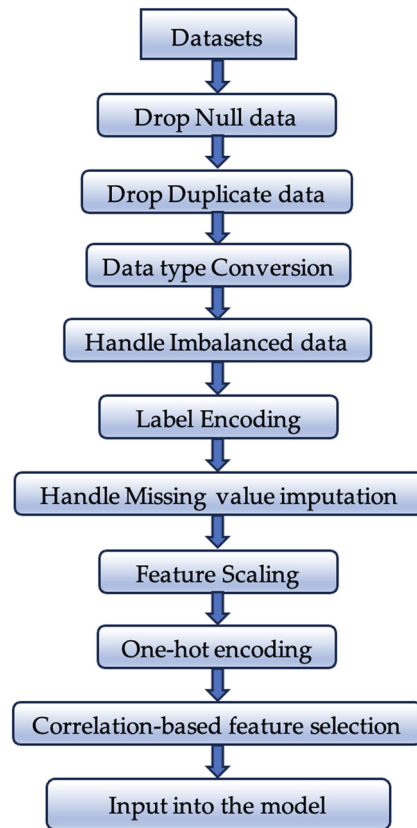 Datasets
Drop Null data
Drop Duplicate data
Data type Conversion
Handle Imbalanced data
Label Encoding
Handle Missing value imputation
Feature Scaling
One-hot encoding
Correlation-based feature selection
Input into the model